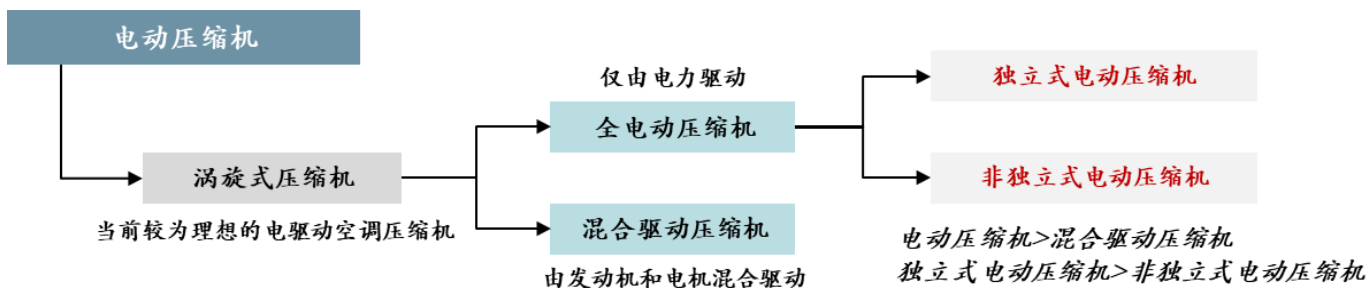 电动压缩机
仅由电力驱动
独立式电动压缩机
全电动压缩机
涡旋式压缩机
非独立式电动压缩机
当前较为理想的电驱动空调压缩机
混合驱动压缩机
由发动机和电机混合驱动
电动压缩机>混合驱动压缩机
独立式电动压缩机>非独立式电动压缩机